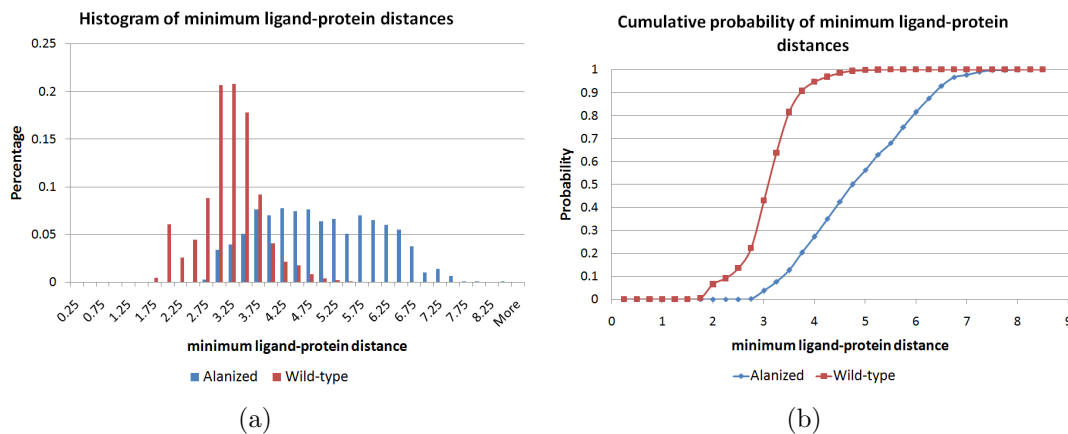 Histogram of minimum ligand-protein distances
0.25
0.2
0.15
0.1
0.05
0
Percentage
0.25 0.75 1.25 1.75 2.25 2.75 3.25 3.75 4.25 4.75 5.25 5.75 6.25 6.75 7.25 7.75 8.25 More
minimum ligand-protein distance
Alanized Wild-type
(a)
Cumulative probability of minimum ligand-protein
distances
1
0.9
0.8
0.7
0.6
0.5
0.4
0.3
0.2
0.1
0
Probability
0 1 2 3 4 5 6 7 8 9
minimum ligand-protein distance
Alanized Wild-type
(b)